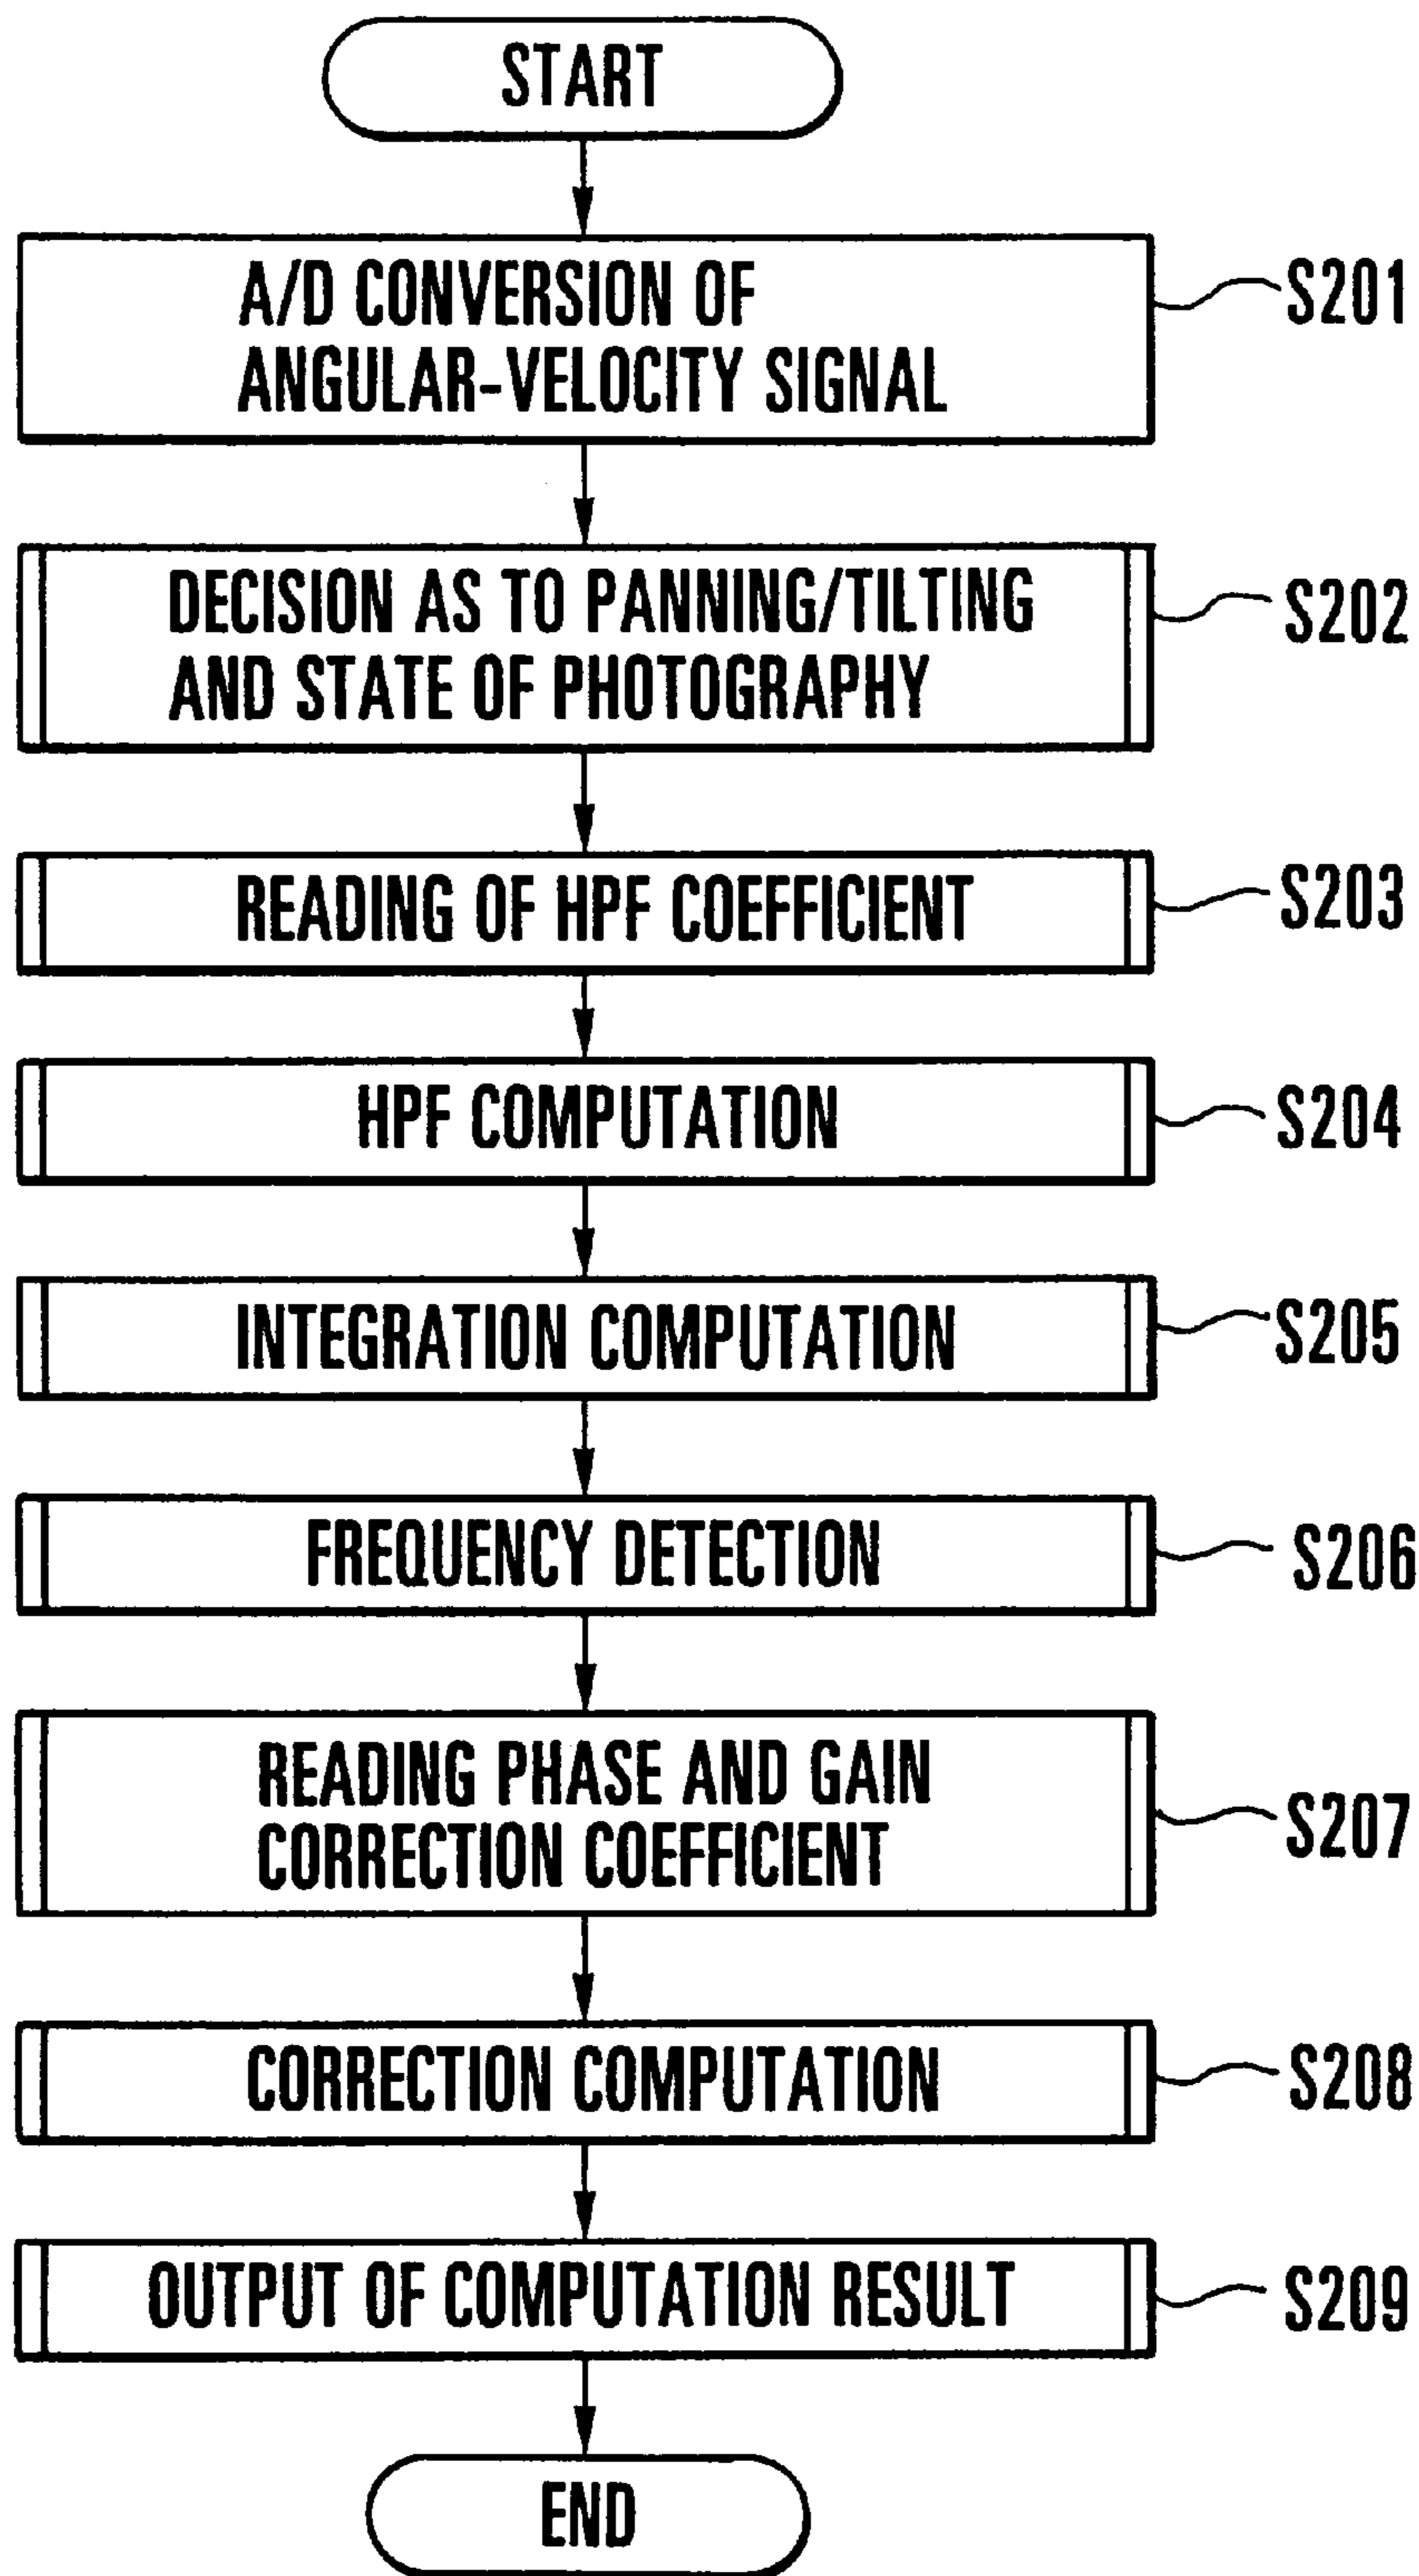 START
A/D CONVERSION OF
ANGULAR-VELOCITY SIGNAL
S201
DECISION AS TO PANNING/TILTING
AND STATE OF PHOTOGRAPHY
S202
READING OF HPF COEFFICIENT
S203
HPF COMPUTATION
S204
INTEGRATION COMPUTATION
S205
FREQUENCY DETECTION
S206
READING PHASE AND GAIN
CORRECTION COEFFICIENT
S207
CORRECTION COMPUTATION
S208
OUTPUT OF COMPUTATION RESULT
S209
END